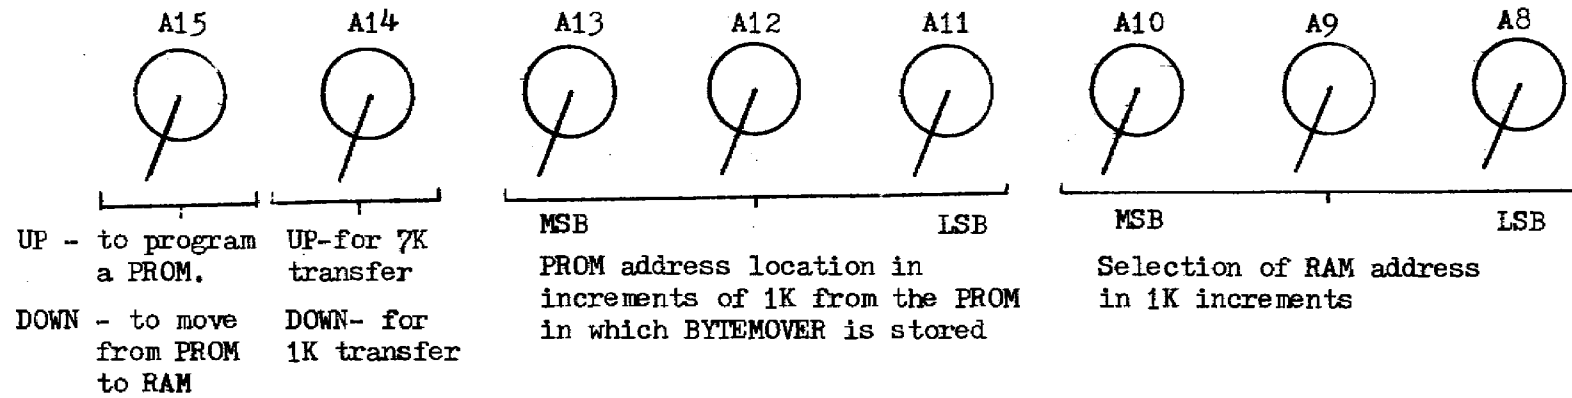 A15 A14 A13 A12 A11 A10 A9 A8
UP - to program
a PROM.
DOWN - to move
from PROM
to RAM
UP-for 7K
transfer
DOWN- for
1K transfer
MSB LSB
PROM address location in
increments of 1K from the PROM
in which BYTEMOVER is stored
MSB LSB
Selection of RAM address
in 1K increments